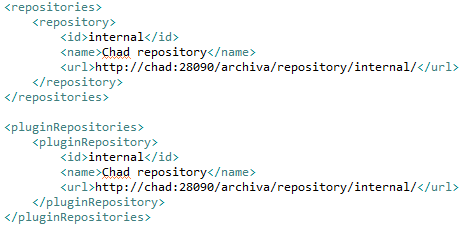 <repositories>
    <repository>
        <id>internal</id>
        <name>Chad repository</name>
        <url>http://chad:28090/archiva/repository/internal/</url>
    </repository>
</repositories>

<pluginRepositories>
    <pluginRepository>
        <id>internal</id>
        <name>Chad repository</name>
        <url>http://chad:28090/archiva/repository/internal/</url>
    </pluginRepository>
</pluginRepositories>